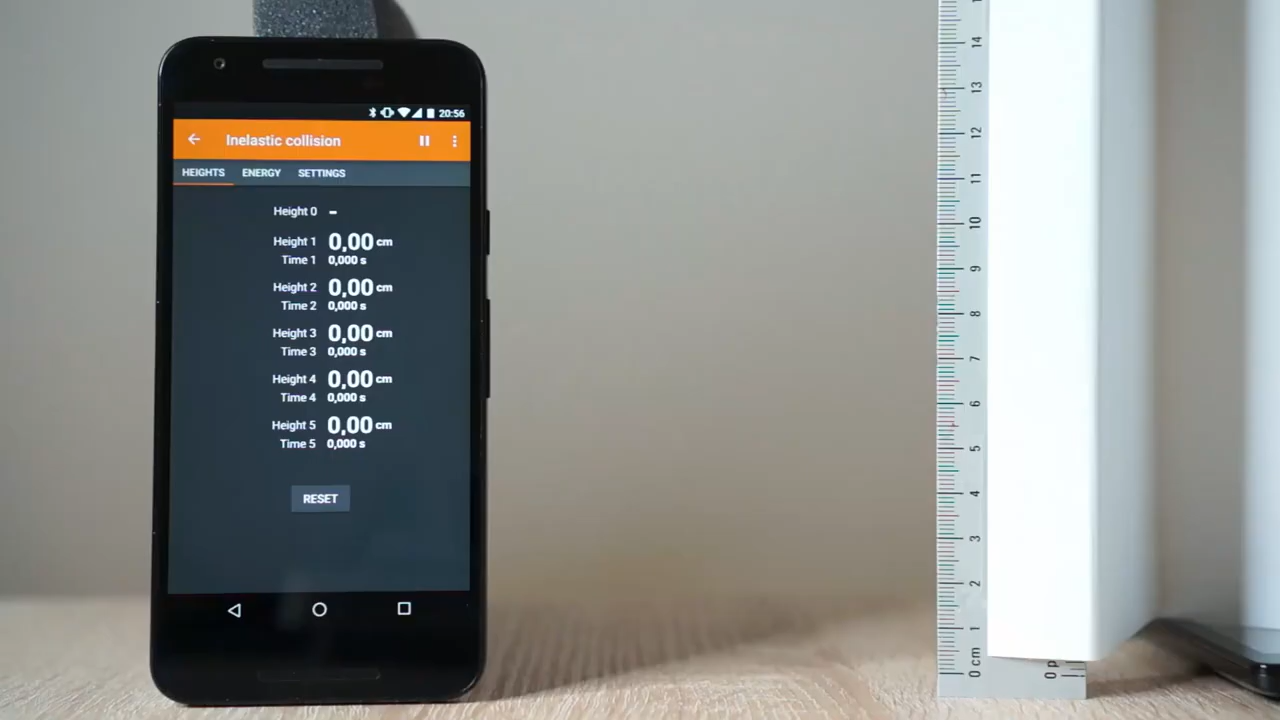 20:56
Inelastic collision
HEIGHTS ENERGY SETTINGS
Height 0 -
Height 1 0,00 cm
Time 1 0,000 s
Height 2 0,00 cm
Time 2 0,000 s
Height 3 0,00 cm
Time 3 0,000 s
Height 4 0,00 cm
Time 4 0,000 s
Height 5 0,00 cm
Time 5 0,000 s
RESET
14
13
12
11
10
9
8
7
6
5
4
3
2
1
0 cm
0